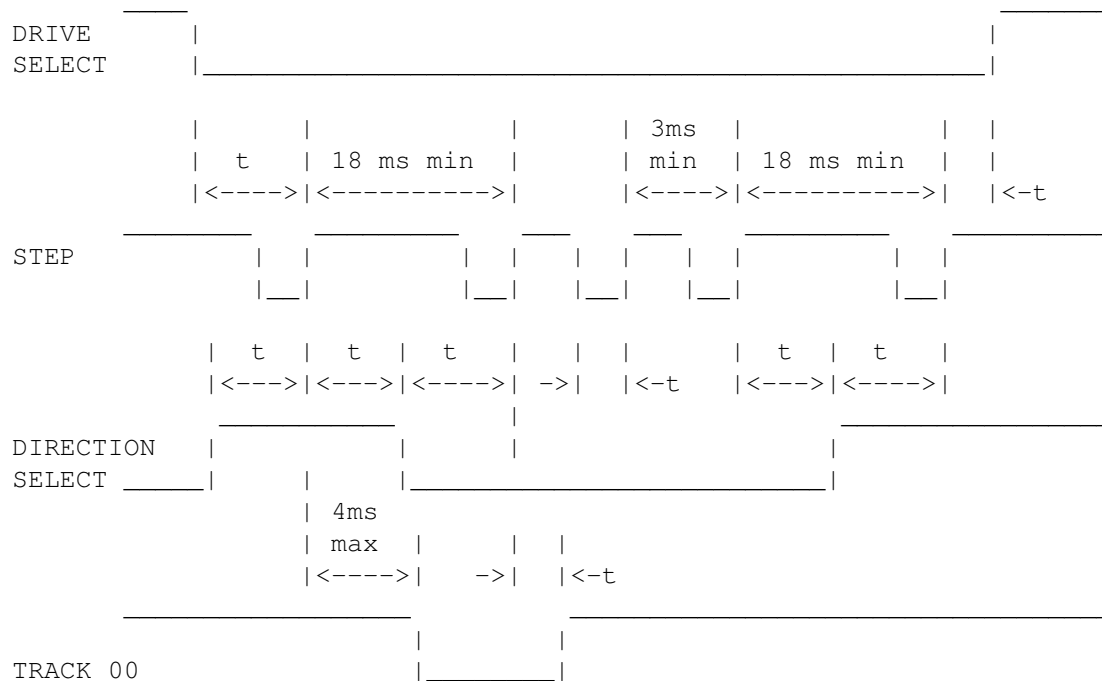 DRIVE
SELECT
3ms
t 18 ms min min 18 ms min
<---->|<---------->| |<---->|<---------->| |<-t
STEP
t t t t t
|<--->|<--->|<---->| ->| |<-t |<--->|<---->|
DIRECTION
SELECT
4ms
max
|<---->| ->| |<-t
TRACK 00